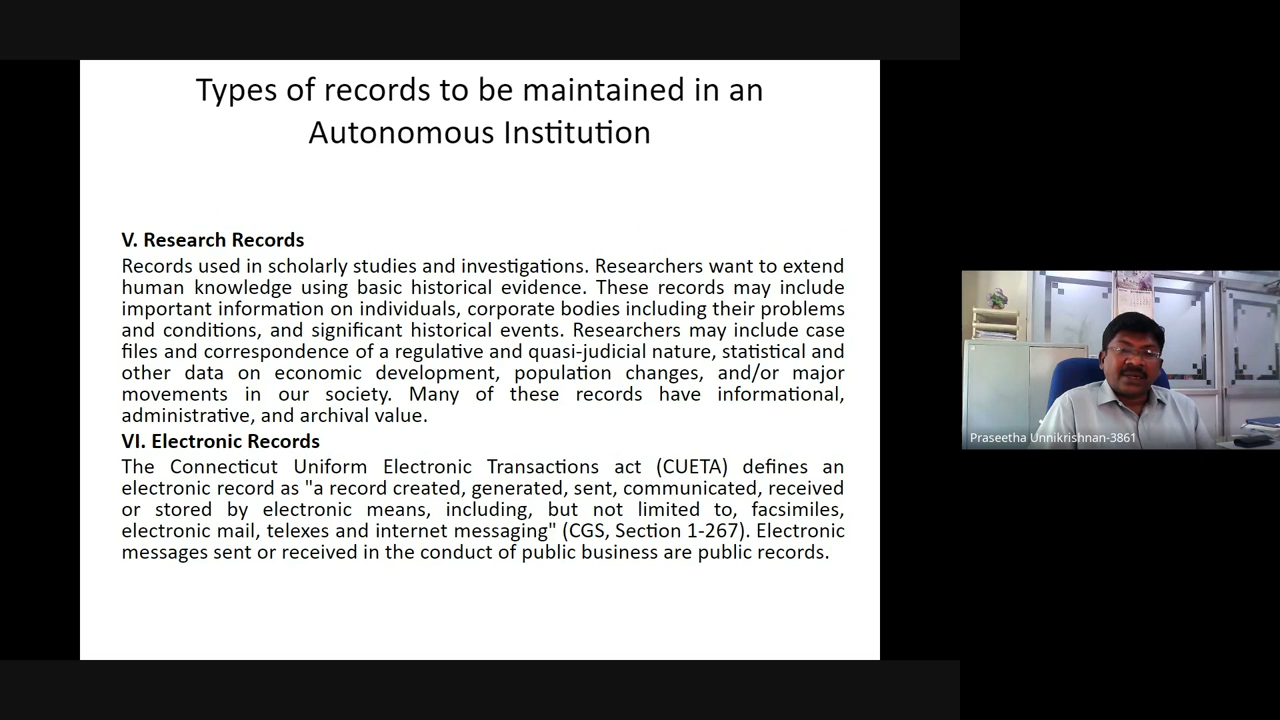 Types of records to be maintained in an
Autonomous Institution
V. Research Records
Records used in scholarly studies and investigations. Researchers want to extend
human knowledge using basic historical evidence. These records may include
important information on individuals, corporate bodies including their problems
and conditions, and significant historical events. Researchers may include case
files and correspondence of a regulative and quasi-judicial nature, statistical and
other data on economic development, population changes, and/or major
movements in our society. Many of these records have informational,
administrative, and archival value.
VI. Electronic Records
The Connecticut Uniform Electronic Transactions act (CUETA) defines an
electronic record as "a record created, generated, sent, communicated, received
or stored by electronic means, including, but not limited to, facsimiles,
electronic mail, telexes and internet messaging" (CGS, Section 1-267). Electronic
messages sent or received in the conduct of public business are public records.
Praseetha Unnikrishnan-3861